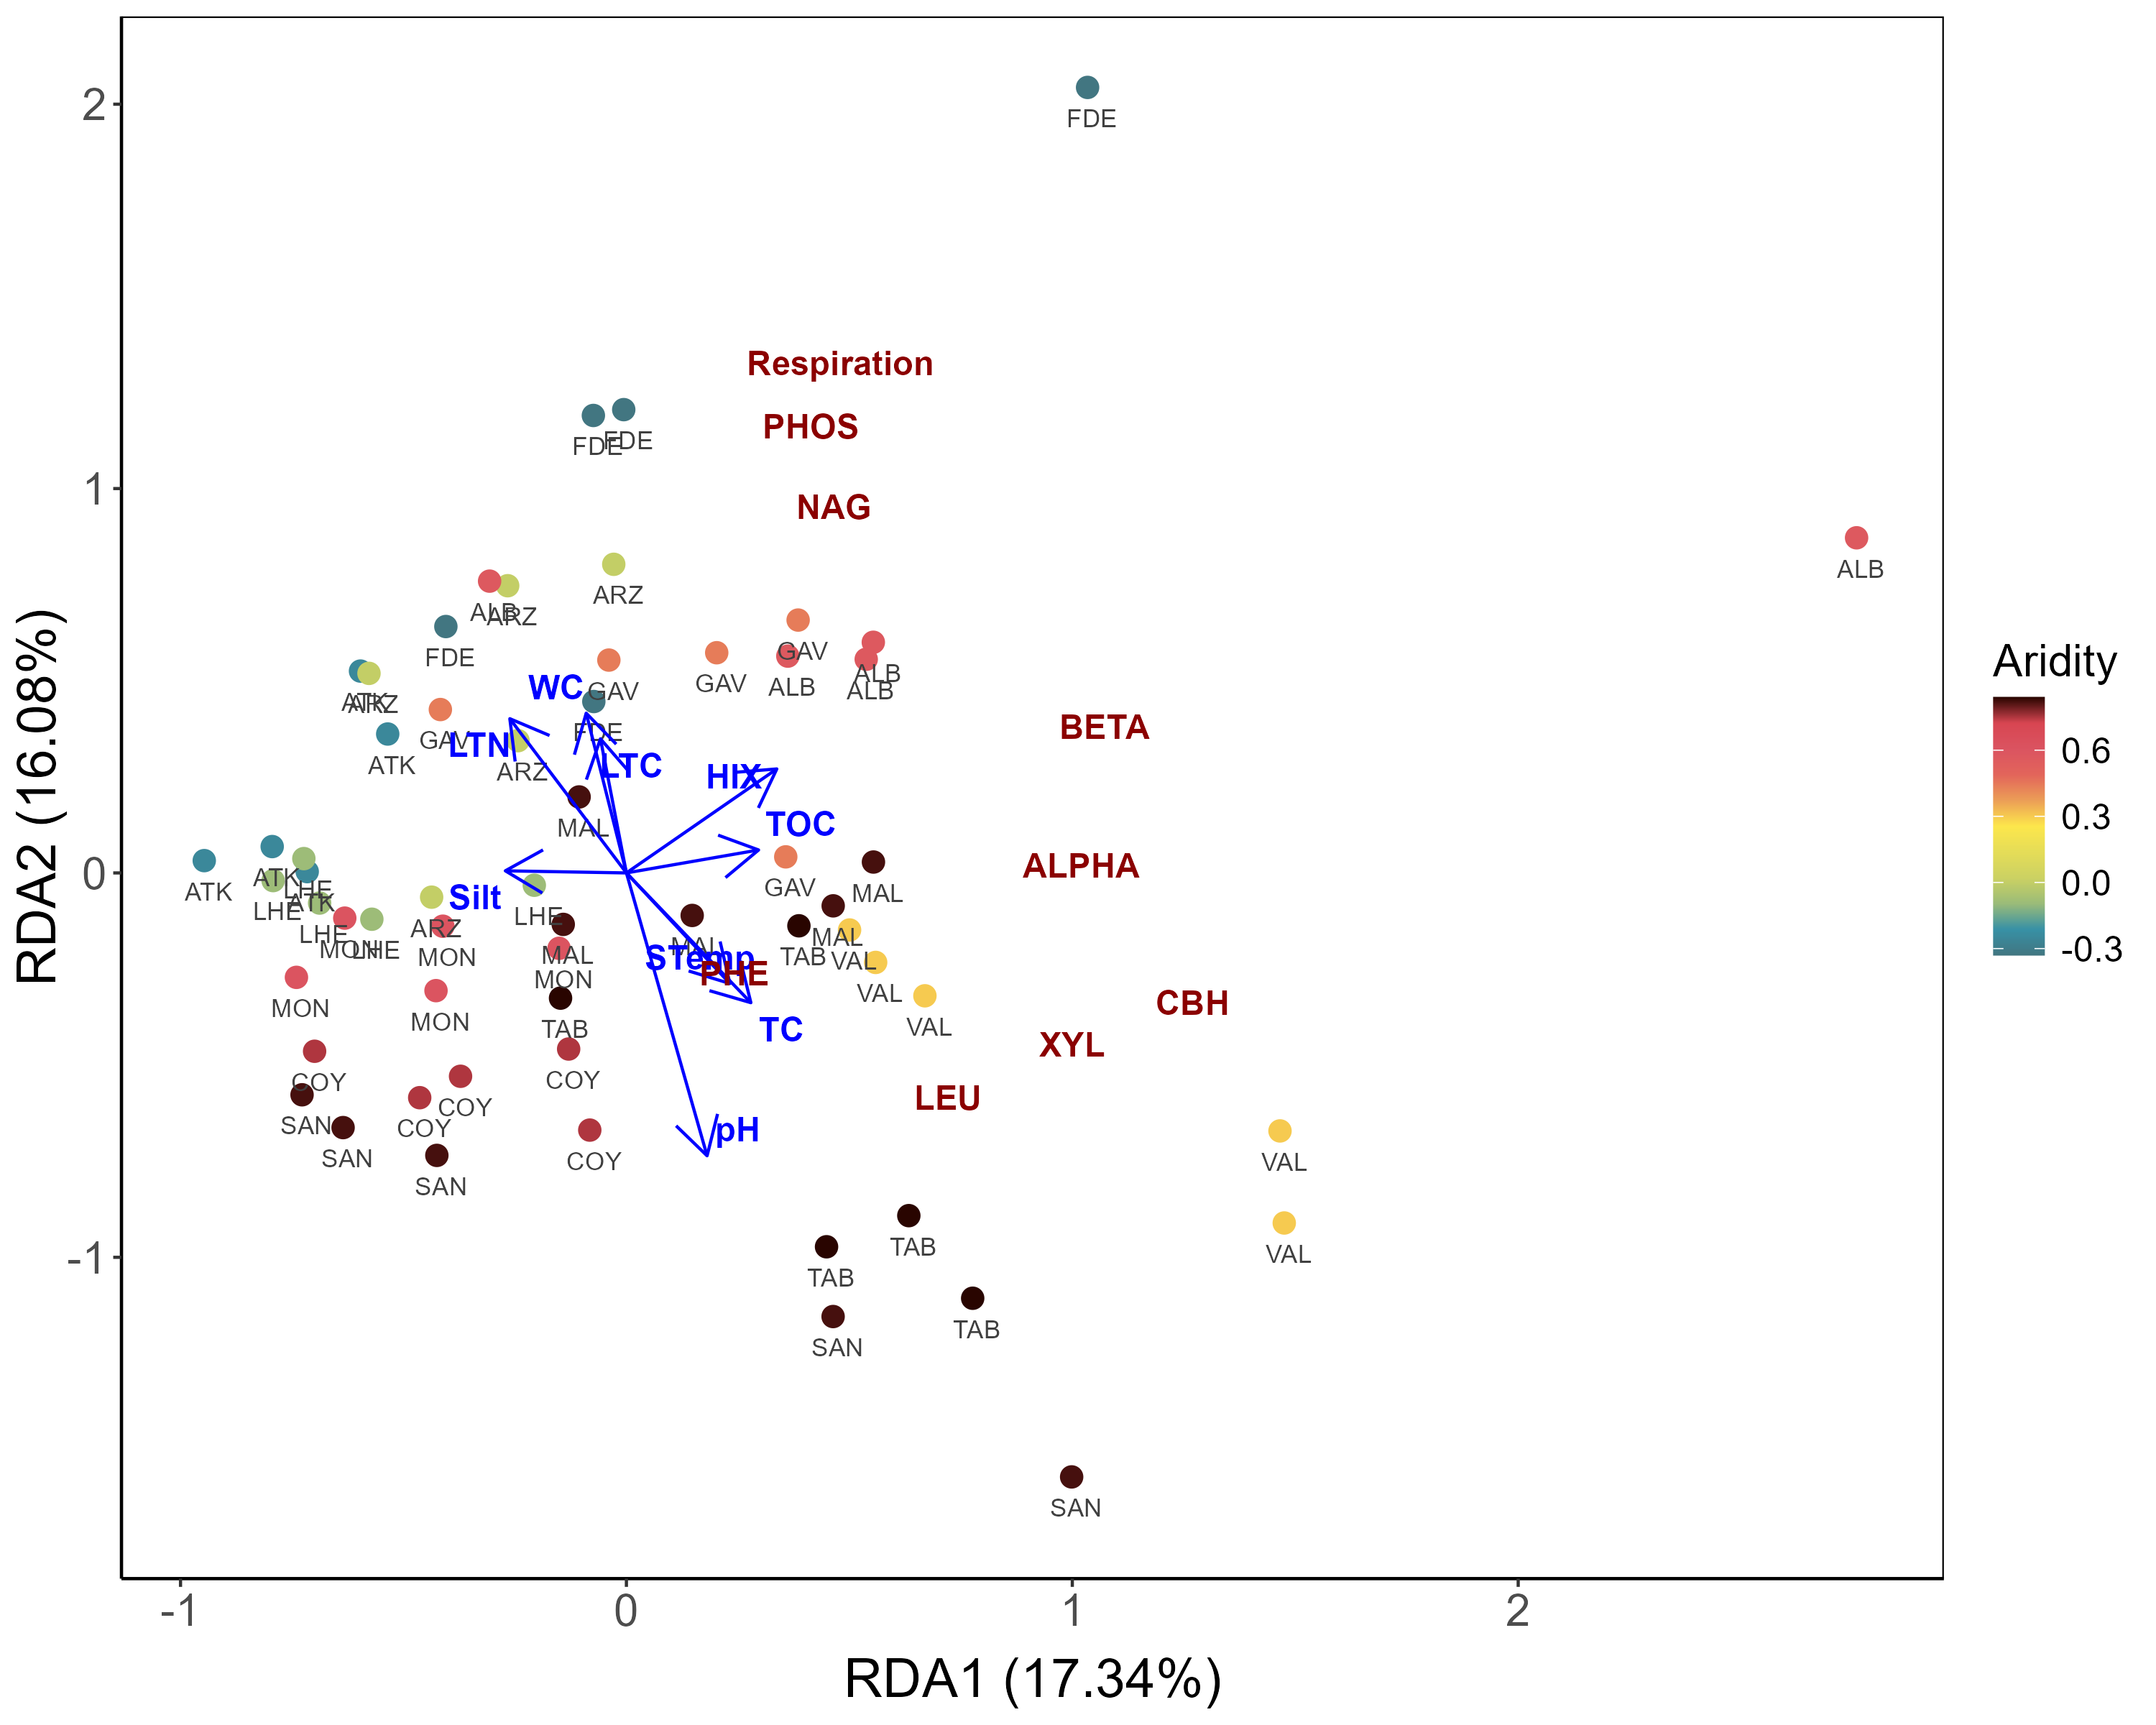 2
FDE
Respiration
PHOS
FDE
FDE
1
NAG
ALB
ARZ
ALB
ARZ
FDE
GAV
ALB
GAV
ALB
ALB
WC
GAV
ATK
ARZ
BETA
FDE
GAV
LTN
ATK
ARZ
LTC
HIX
MAL
TOC
0
ATK
ATK
LHE
ATK
LHE
Silt
LHE
GAV
MAL
ALPHA
LHE
MON
LHE
ARZ
MON
MAL
MON
MAL
STemp
PHE
TAB
MAL
VAL
VAL
VAL
CBH
MON
MON
TAB
TC
XYL
COY
COY
COY
COY
LEU
SAN
SAN
SAN
COY
pH
VAL
VAL
-1
TAB
TAB
SAN
TAB
SAN
-1
0
1
2
RDA1 (17.34%)
RDA2 (16.08%)
Aridity
0.6
0.3
0.0
-0.3